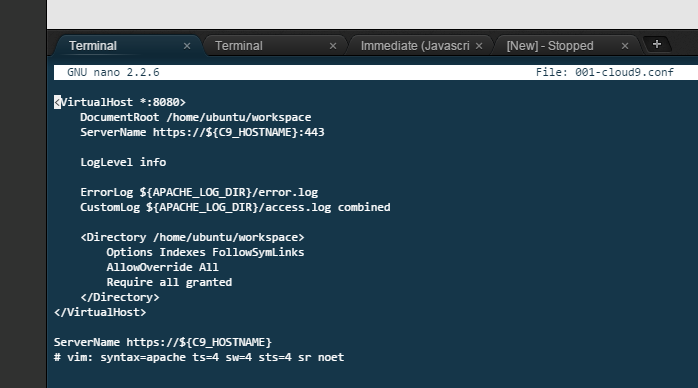 Terminal × Terminal × Immediate (Javascri × [New] - Stopped × +
GNU nano 2.2.6 File: 001-cloud9.conf
<VirtualHost *:8080>
    DocumentRoot /home/ubuntu/workspace
    ServerName https://${C9_HOSTNAME}:443
    LogLevel info
    ErrorLog ${APACHE_LOG_DIR}/error.log
    CustomLog ${APACHE_LOG_DIR}/access.log combined
    <Directory /home/ubuntu/workspace>
        Options Indexes FollowSymLinks
        AllowOverride All
        Require all granted
    </Directory>
</VirtualHost>
ServerName https://${C9_HOSTNAME}
# vim: syntax=apache ts=4 sw=4 sts=4 sr noet